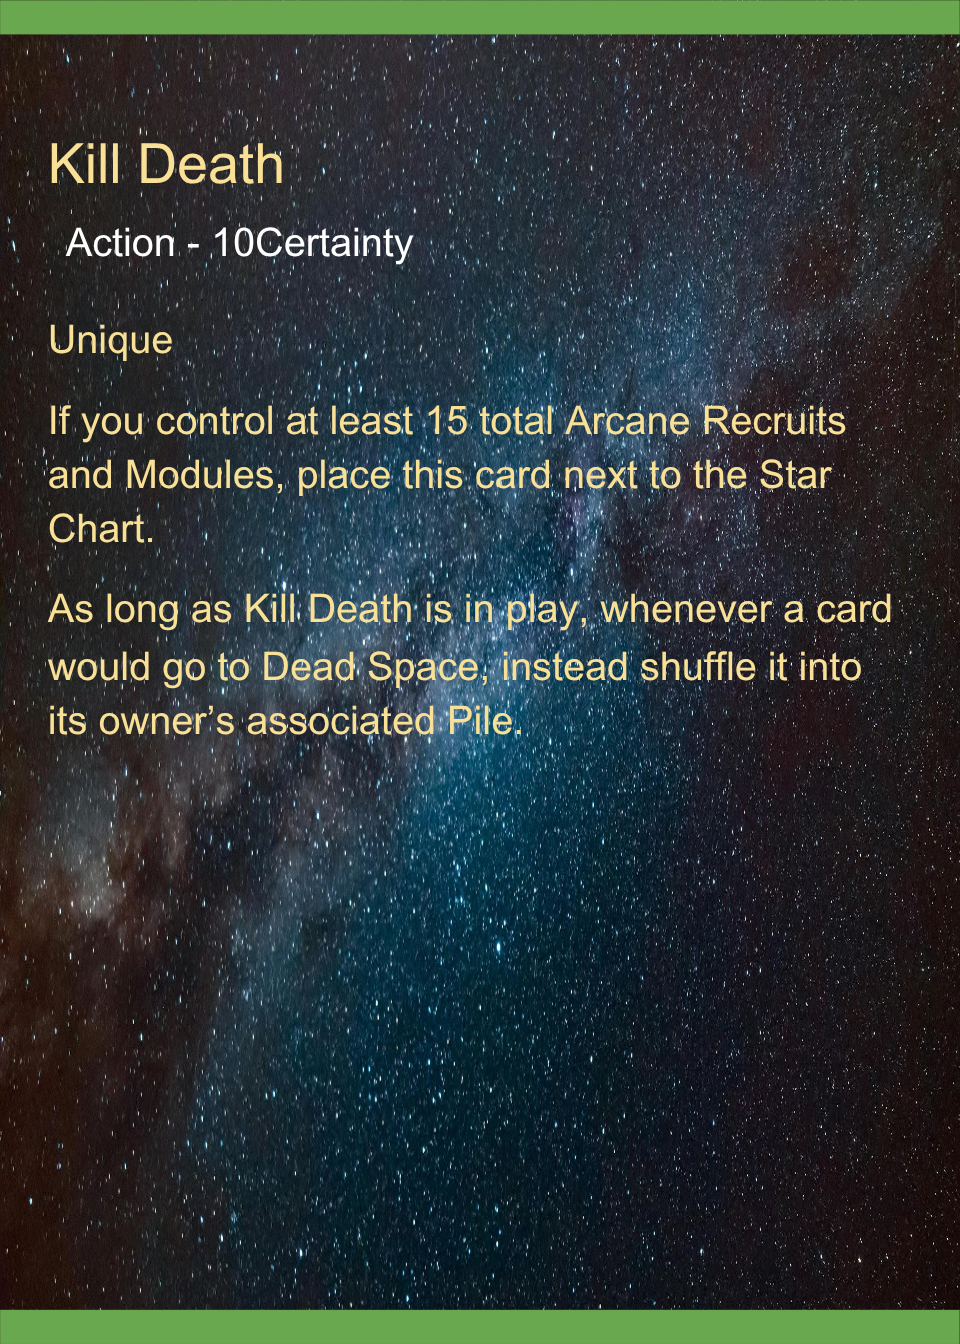 Kill Death
Action - 10Certainty
Unique
If you control at least 15 total Arcane Recruits
and Modules, place this card next to the Star
Chart.
As long as Kill Death is in play, whenever a card
would go to Dead Space, instead shuffle it into
its owner’s associated Pile.